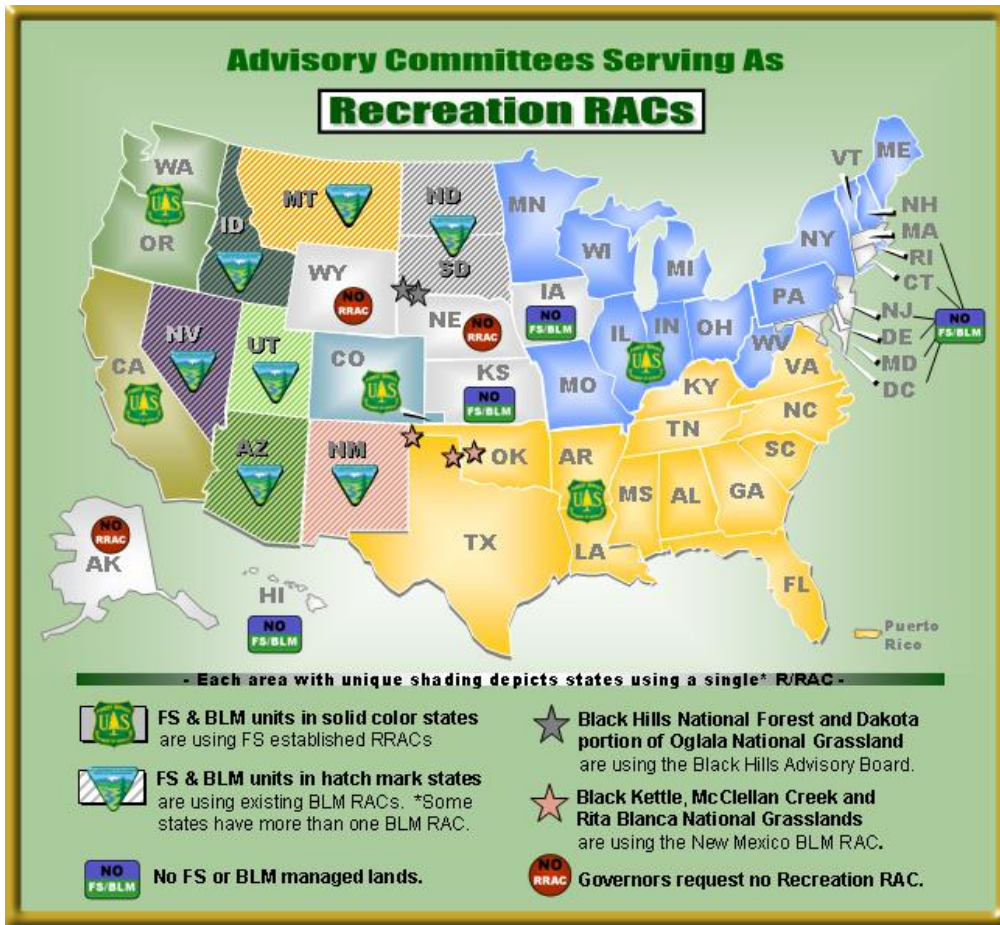 Advisory Committees Serving As
Recreation RACs
WA
OR
ID
MT
ND
SD
MN
WI
MI
VT
ME
NH
MA
RI
CT
NY
PA
NJ
DE
MD
DC
NO
FS/BLM
WY
NO
RRAC
NE
NO
RRAC
IA
NO
FS/BLM
IL
IN
OH
WV
VA
CA
NV
UT
CO
KS
NO
FS/BLM
MO
KY
NC
TN
SC
AZ
NM
OK
AR
MS
AL
GA
TX
LA
FL
NO
RRAC
AK
HI
NO
FS/BLM
Puerto
Rico
US
US
US
US
US
- Each area with unique shading depicts states using a single* R/RAC -
US
FS & BLM units in solid color states
are using FS established RRACs
FS & BLM units in hatch mark states
are using existing BLM RACs. *Some
states have more than one BLM RAC.
NO
FS/BLM
No FS or BLM managed lands.
Black Hills National Forest and Dakota
portion of Oglala National Grassland
are using the Black Hills Advisory Board.
Black Kettle, McClellan Creek and
Rita Blanca National Grasslands
are using the New Mexico BLM RAC.
NO
RRAC
Governors request no Recreation RAC.